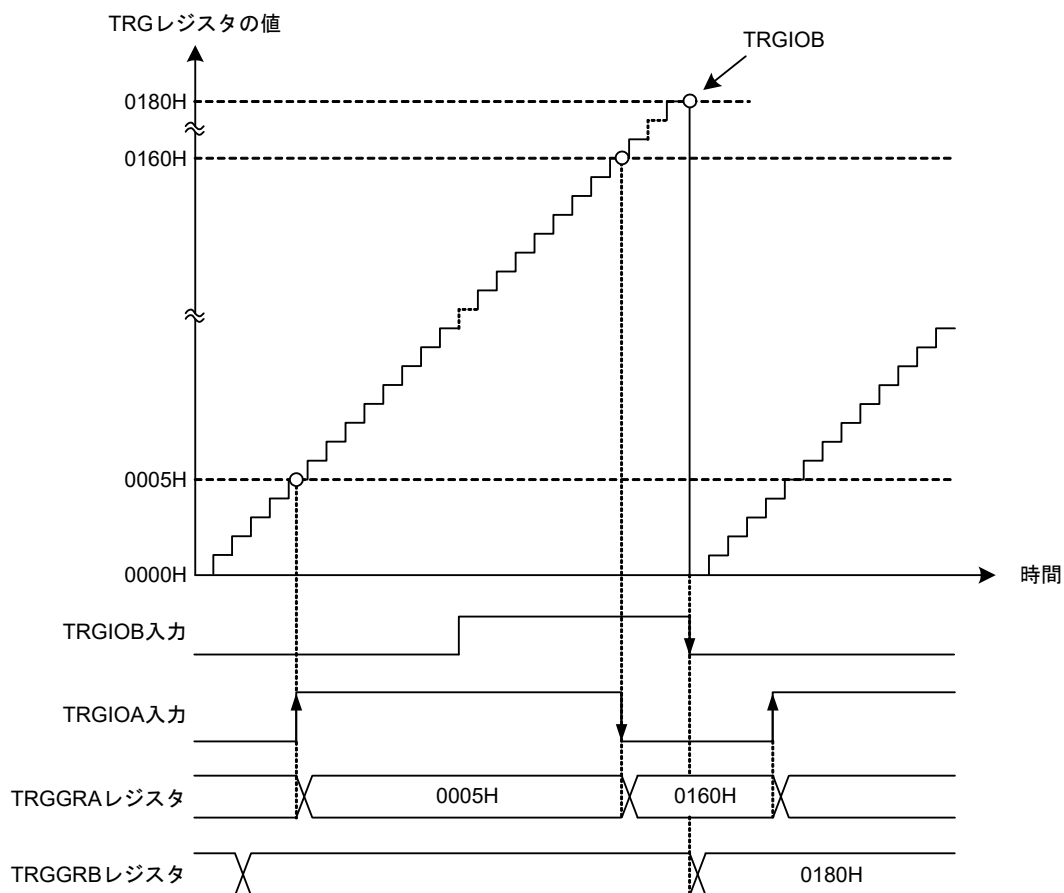 TRGレジスタの値
TRGIOB
0180H
0160H
0005H
0000H
時間
TRGIOB入力
TRGIOA入力
TRGGRAレジスタ
0005H
0160H
TRGGRBレジスタ
0180H